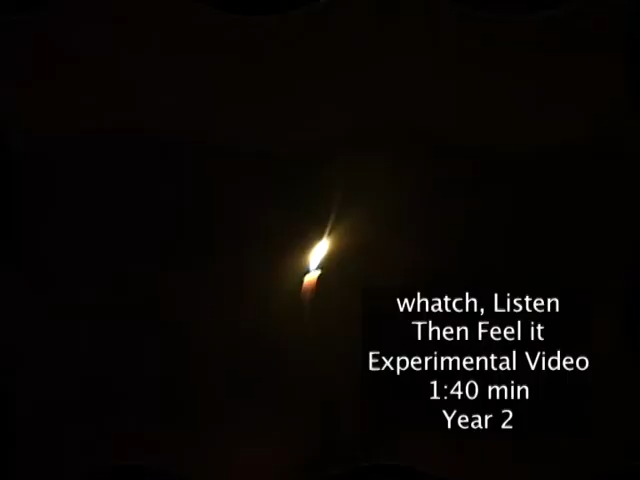 whatch, Listen
Then Feel it
Experimental Video
1:40 min
Year 2